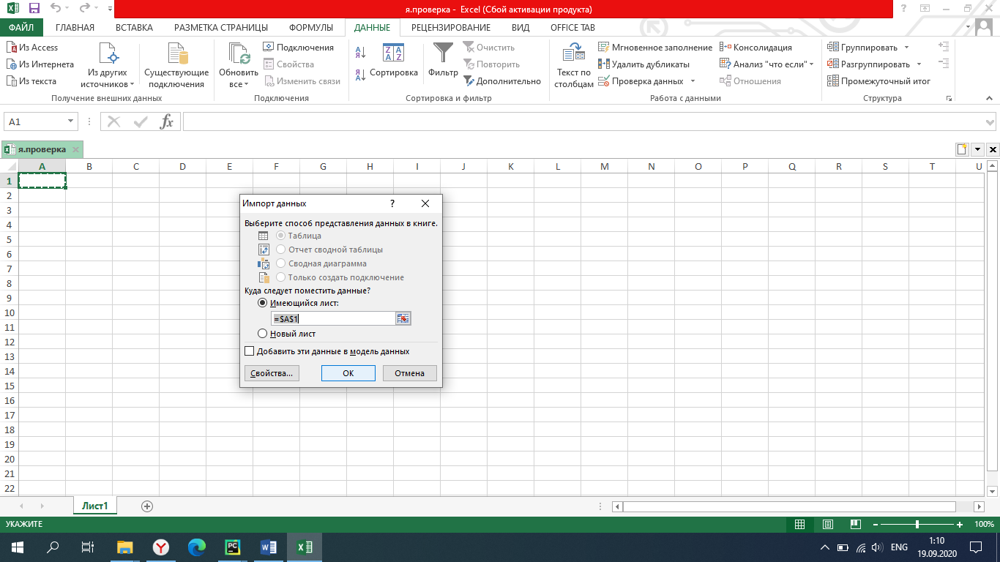 я.проверка - Excel (Сбой активации продукта)
ФАЙЛ ГЛАВНАЯ ВСТАВКА РАЗМЕТКА СТРАНИЦЫ ФОРМУЛЫ ДАННЫЕ РЕЦЕНЗИРОВАНИЕ ВИД OFFICE TAB
Из Access
Из Интернета
Из текста
Из других
источников
Существующие
подключения
Получение внешних данных
Обновить
все
Подключения
Свойства
Изменить связи
Подключения
Сортировка
Фильтр
Очистить
Повторить
Дополнительно
Сортировка и фильтр
Текст по
столбцам
Мгновенное заполнение
Удалить дубликаты
Проверка данных
Консолидация
Анализ "что если"
Отношения
Работа с данными
Группировать
Разгруппировать
Промежуточный итог
Структура
A1
fx
я.проверка
A B C D E F G H I J K L M N O P Q R S T U
1
2
3
4
5
6
7
8
9
10
11
12
13
14
15
16
17
18
19
20
21
22
Импорт данных ?
Выберите способ представления данных в книге.
Таблица
Отчет сводной таблицы
Сводная диаграмма
Только создать подключение
Куда следует поместить данные?
Имеющийся лист:
=$A$1
Новый лист
Добавить эти данные в модель данных
Свойства... ОК Отмена
Лист1
УКАЖИТЕ 100%
ENG
1:10
19.09.2020